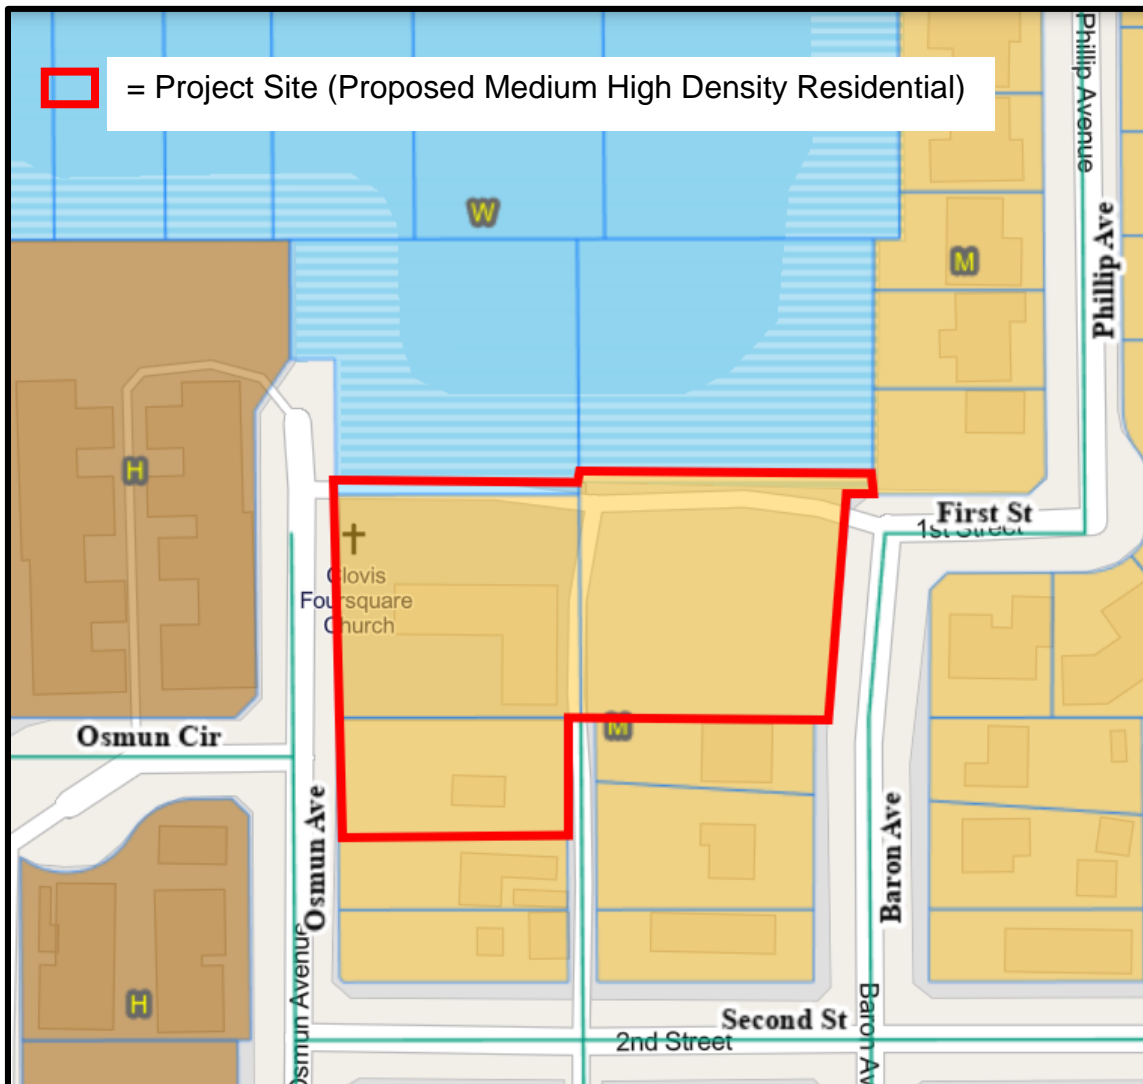 = Project Site (Proposed Medium High Density Residential)
Phillip Avenue
W
M
Phillip Ave
H
First St
1st Street
Clovis
Foursquare
Church
M
Osmun Cir
Osmun Ave
Baron Ave
H
Osmun Avenue
Second St
2nd Street
Baron Av